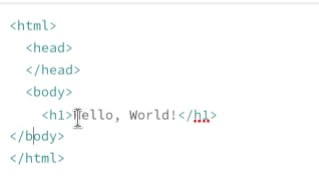 <html>
<head>
</head>
<body>
<h1>Hello, World!</h1>
</body>
</html>